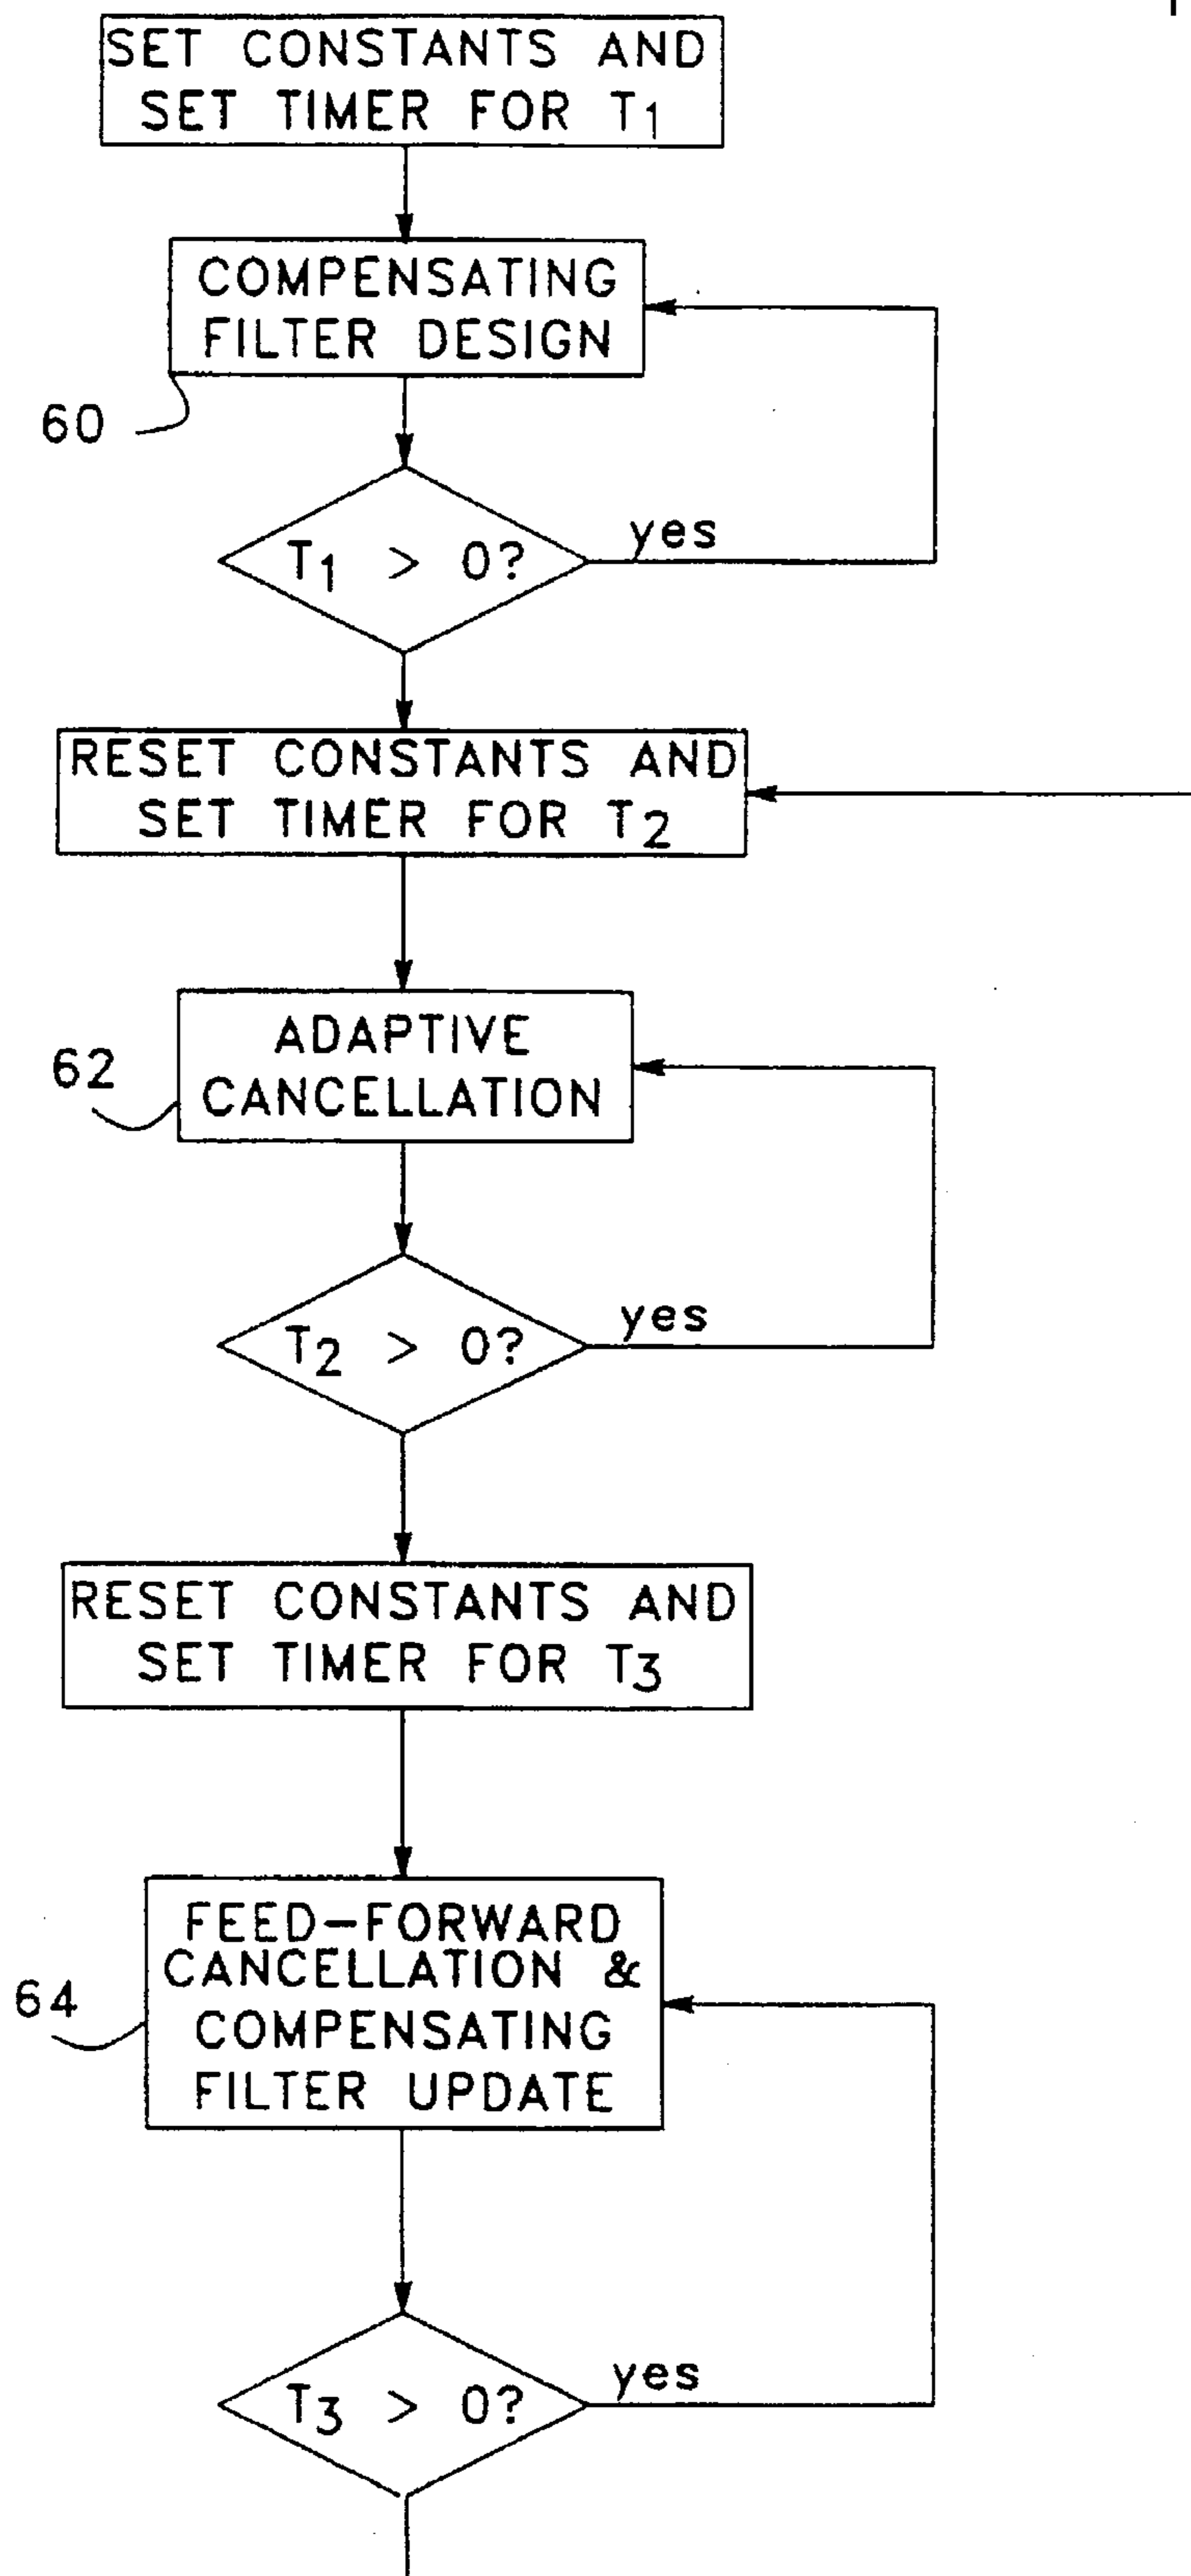 SET CONSTANTS AND
SET TIMER FOR T1
COMPENSATING
FILTER DESIGN
60
T1 > 0?
yes
RESET CONSTANTS AND
SET TIMER FOR T2
ADAPTIVE
CANCELLATION
62
T2 > 0?
yes
RESET CONSTANTS AND
SET TIMER FOR T3
FEED-FORWARD
CANCELLATION &
COMPENSATING
FILTER UPDATE
64
T3 > 0?
yes